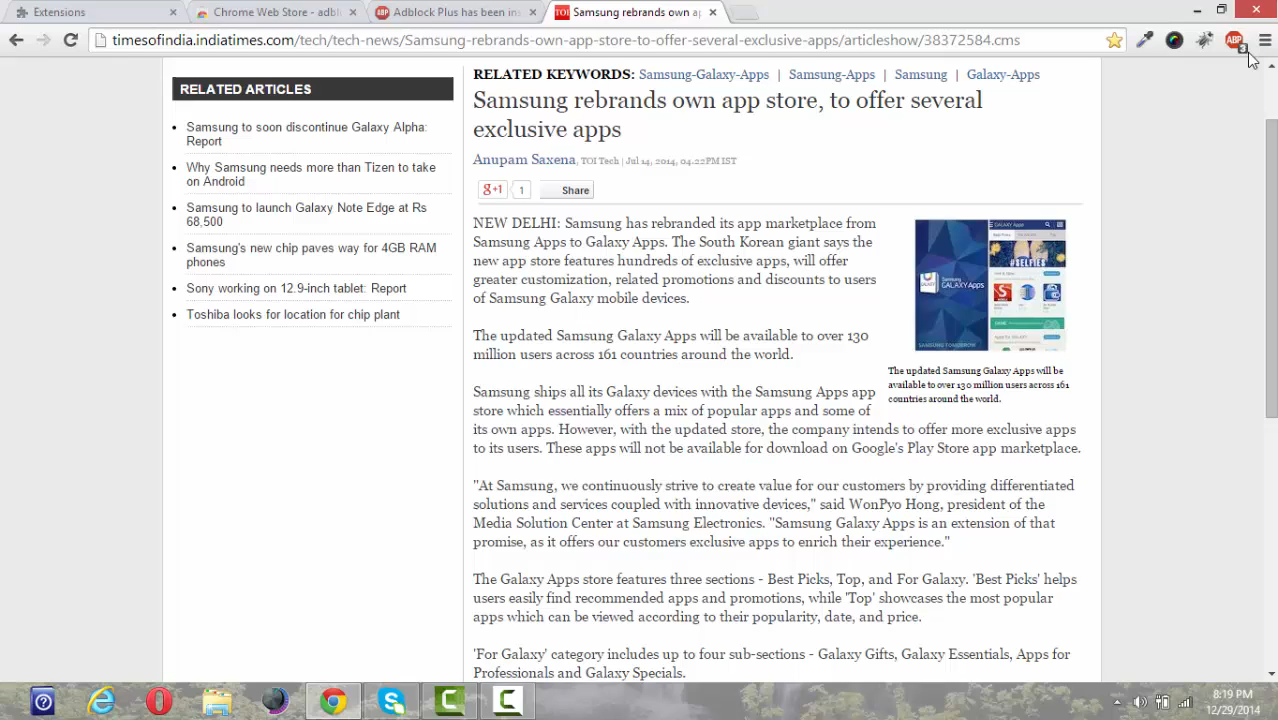 Extensions
Chrome Web Store - adbl
Adblock Plus has been in
TOI Samsung rebrands own ap
timesofindia.indiatimes.com/tech/tech-news/Samsung-rebrands-own-app-store-to-offer-several-exclusive-apps/articleshow/38372584.cms
ABP
3
RELATED ARTICLES
Samsung to soon discontinue Galaxy Alpha:
Report
Why Samsung needs more than Tizen to take
on Android
Samsung to launch Galaxy Note Edge at Rs
68,500
Samsung's new chip paves way for 4GB RAM
phones
Sony working on 12.9-inch tablet: Report
Toshiba looks for location for chip plant
RELATED KEYWORDS: Samsung-Galaxy-Apps | Samsung-Apps | Samsung | Galaxy-Apps
Samsung rebrands own app store, to offer several
exclusive apps
Anupam Saxena, TOI Tech | Jul 14, 2014, 04.22PM IST
g+1 1 Share
NEW DELHI: Samsung has rebranded its app marketplace from
Samsung Apps to Galaxy Apps. The South Korean giant says the
new app store features hundreds of exclusive apps, will offer
greater customization, related promotions and discounts to users
of Samsung Galaxy mobile devices.
GALAXY Apps
#SELFIES
Samsung
GALAXY Apps
SAMSUNG TOMORROW
The updated Samsung Galaxy Apps will be
available to over 130 million users across 161
countries around the world.
The updated Samsung Galaxy Apps will be available to over 130
million users across 161 countries around the world.
Samsung ships all its Galaxy devices with the Samsung Apps app
store which essentially offers a mix of popular apps and some of
its own apps. However, with the updated store, the company intends to offer more exclusive apps
to its users. These apps will not be available for download on Google's Play Store app marketplace.
"At Samsung, we continuously strive to create value for our customers by providing differentiated
solutions and services coupled with innovative devices," said WonPyo Hong, president of the
Media Solution Center at Samsung Electronics. "Samsung Galaxy Apps is an extension of that
promise, as it offers our customers exclusive apps to enrich their experience."
The Galaxy Apps store features three sections - Best Picks, Top, and For Galaxy. 'Best Picks' helps
users easily find recommended apps and promotions, while 'Top' showcases the most popular
apps which can be viewed according to their popularity, date, and price.
'For Galaxy' category includes up to four sub-sections - Galaxy Gifts, Galaxy Essentials, Apps for
Professionals and Galaxy Specials.
8:19 PM
12/29/2014